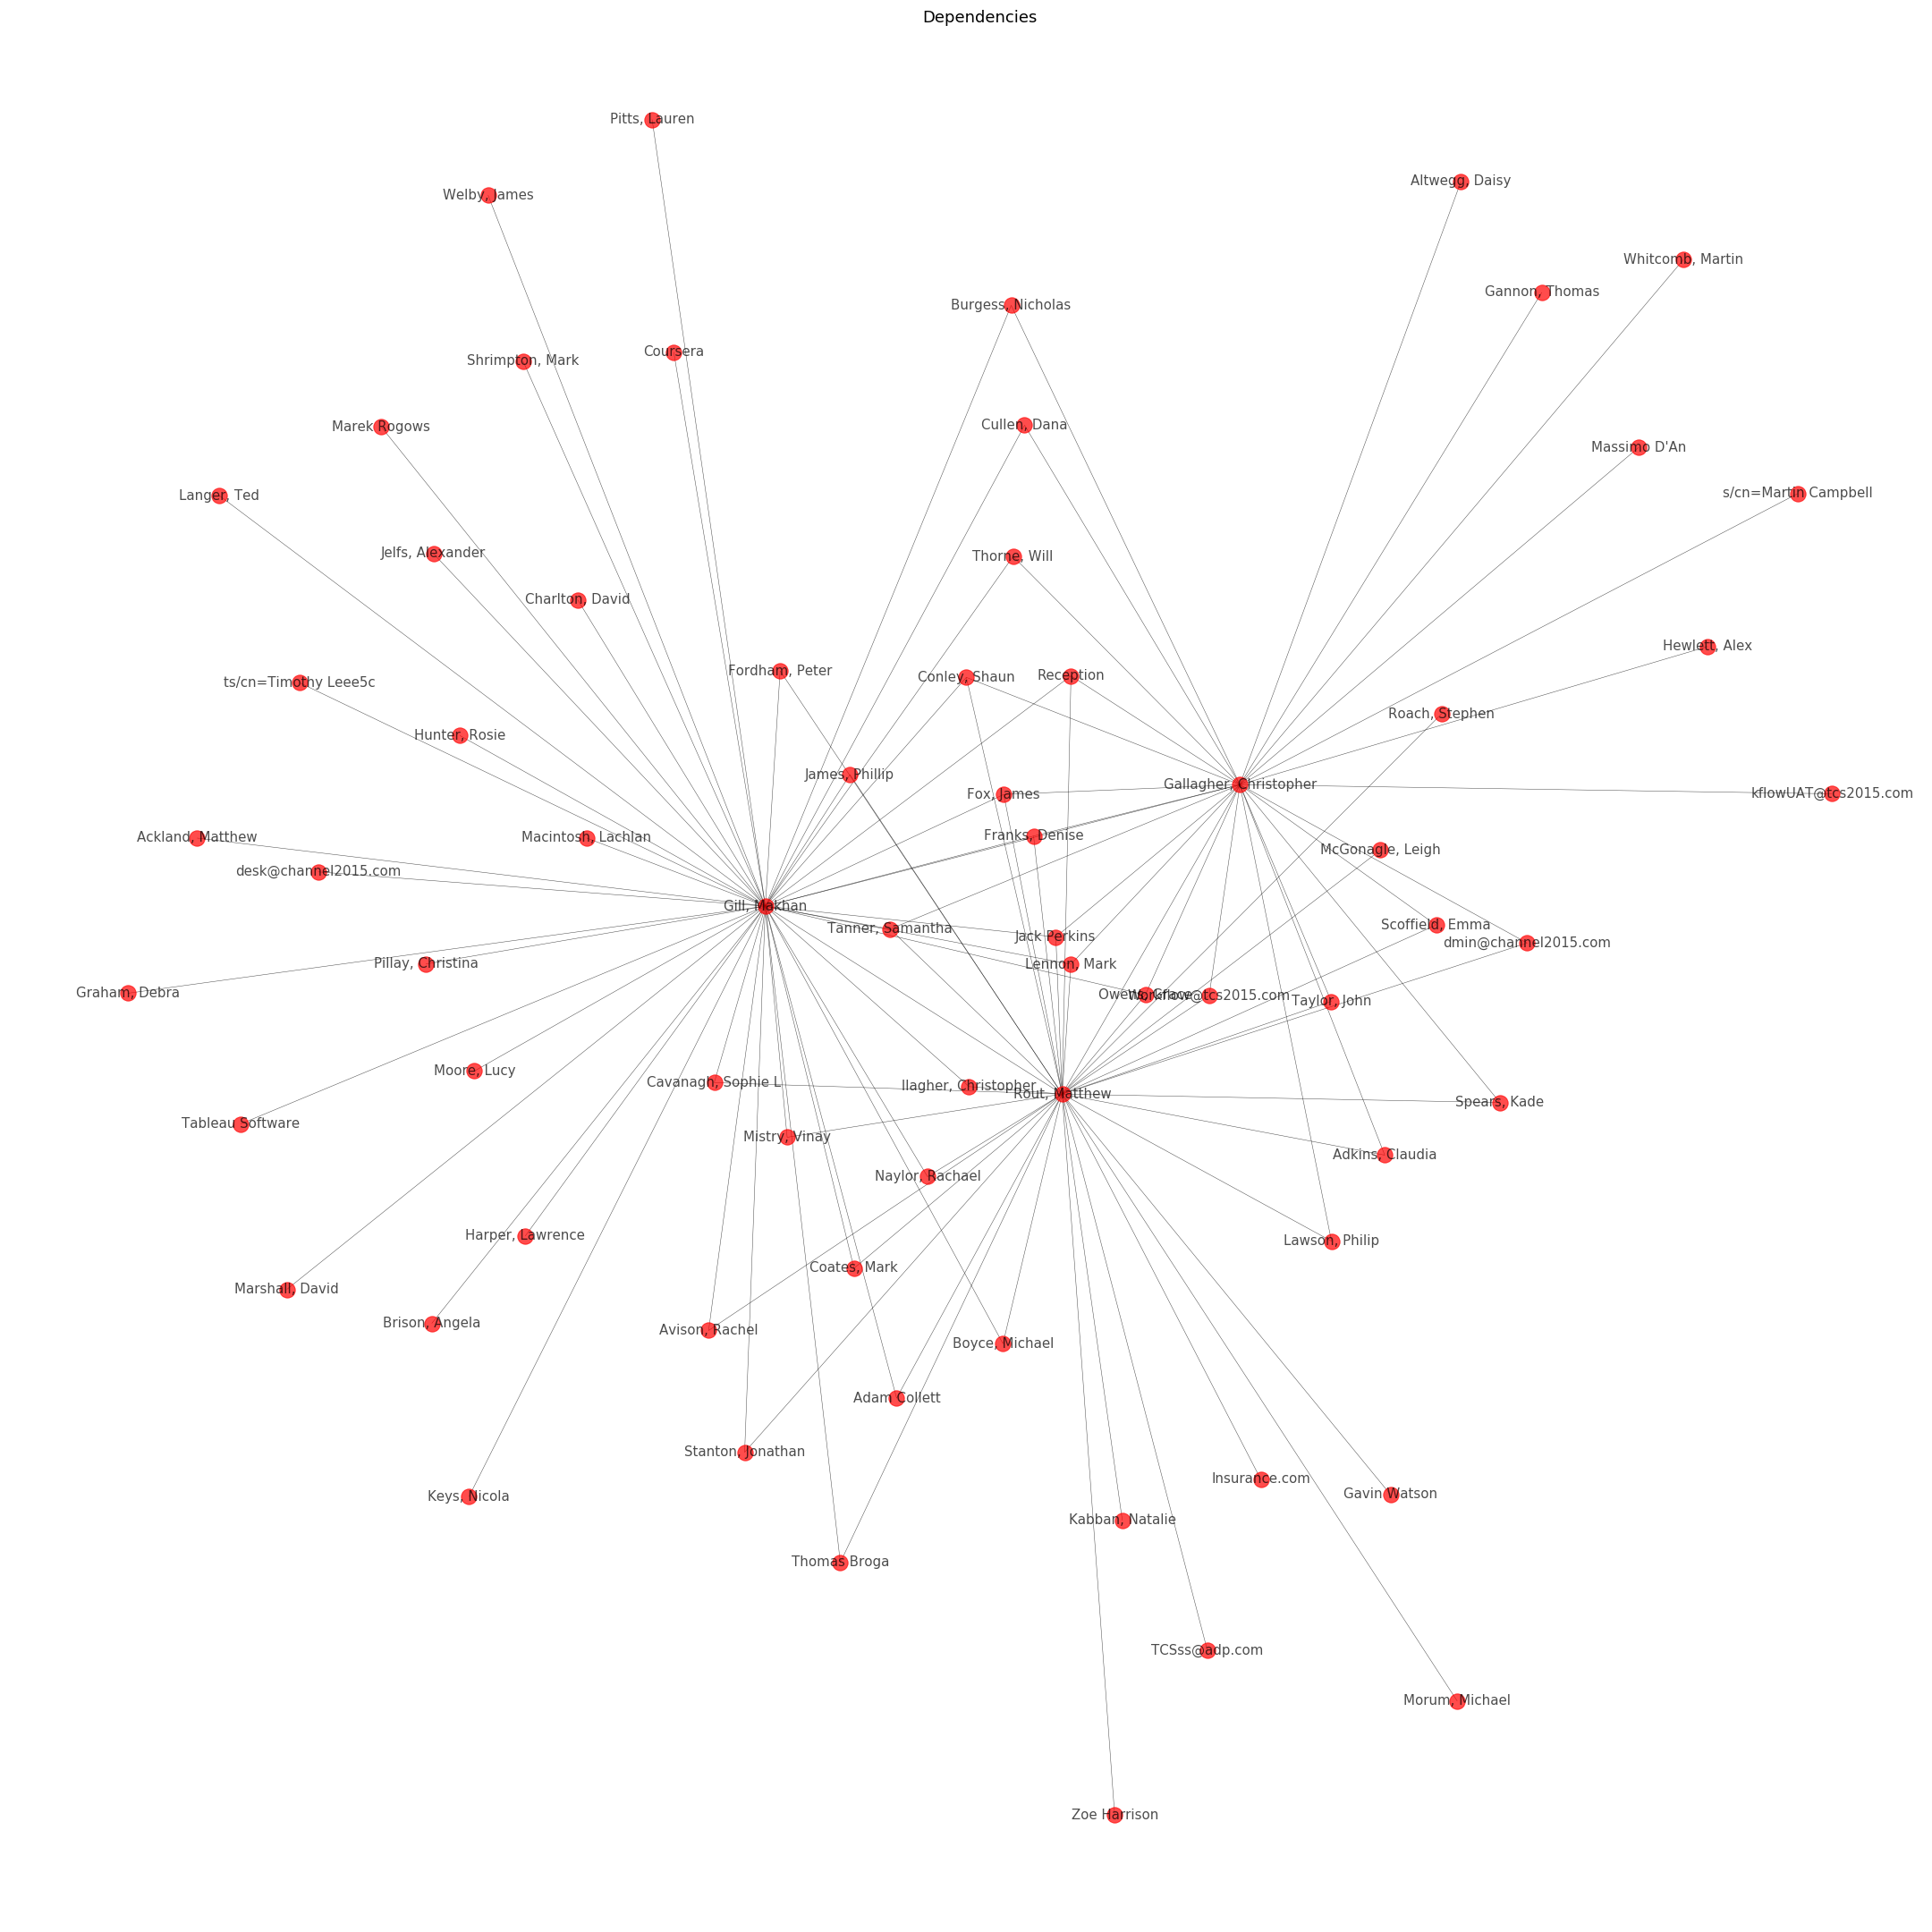 Dependencies
Pitts, Lauren
Altwegg, Daisy
Welby, James
Whitcomb, Martin
Gannon, Thomas
Burgess, Nicholas
Coursera
Shrimpton, Mark
Cullen, Dana
Marek Rogows
Massimo D'An
s/cn=Martin Campbell
Langer, Ted
Jelfs, Alexander
Thorne, Will
Charlton, David
Hewlett, Alex
Fordham, Peter
Conley, Shaun
Reception
ts/cn=Timothy Leee5c
Roach, Stephen
Hunter, Rosie
James, Phillip
Gallagher, Christopher
Fox, James
kflowUAT@tcs2015.com
Franks, Denise
Ackland, Matthew
Macintosh, Lachlan
McGonagle, Leigh
desk@channel2015.com
Gill, Makhan
Scoffield, Emma
Tanner, Samantha
Jack Perkins
dmin@channel2015.com
Pillay, Christina
Lennon, Mark
Graham, Debra
Owens, Grace
Workflow@tcs2015.com
Taylor, John
Moore, Lucy
Cavanagh, Sophie L
llagher, Christopher
Rout, Matthew
Spears, Kade
Tableau Software
Mistry, Vinay
Adkins, Claudia
Naylor, Rachael
Harper, Lawrence
Lawson, Philip
Coates, Mark
Marshall, David
Brison, Angela
Avison, Rachel
Boyce, Michael
Adam Collett
Stanton, Jonathan
Insurance.com
Keys, Nicola
Gavin Watson
Kabban, Natalie
Thomas Broga
TCSss@adp.com
Morum, Michael
Zoe Harrison